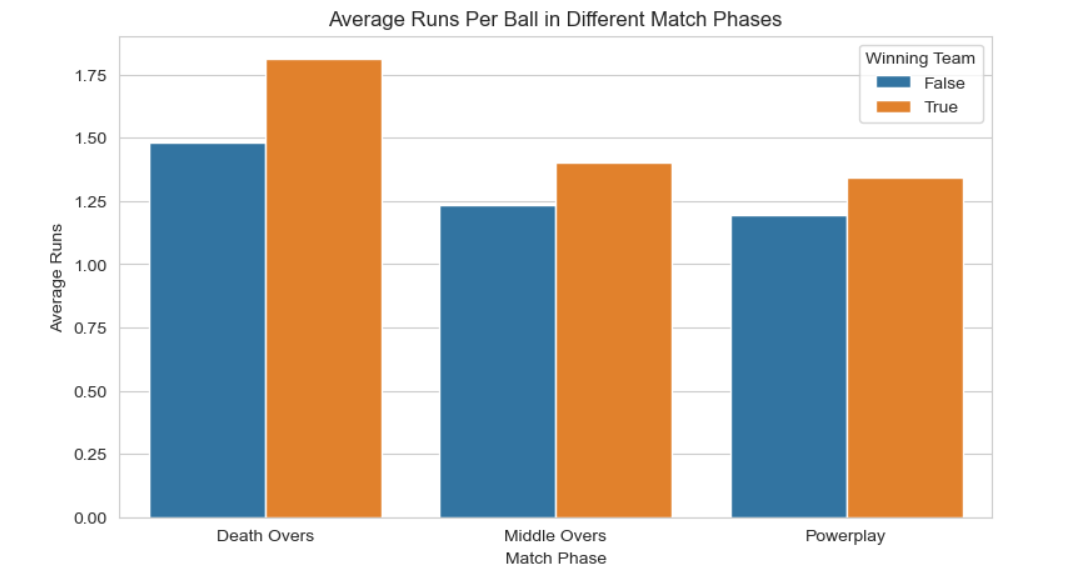 Average Runs Per Ball in Different Match Phases
Winning Team
False
True
Average Runs
1.75
1.50
1.25
1.00
0.75
0.50
0.25
0.00
Death Overs Middle Overs Powerplay
Match Phase